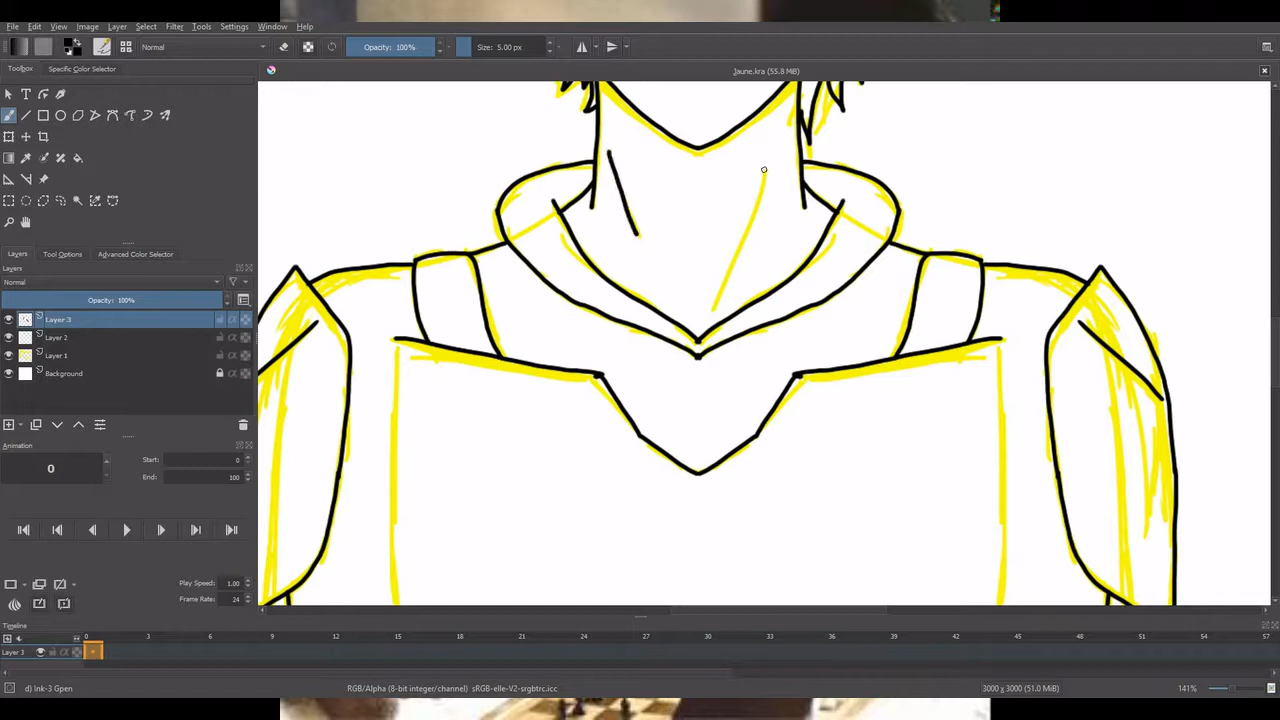 File Edit View Image Layer Select Filter Tools Settings Window Help
Normal Opacity: 100% Size: 5.00 px
Toolbox Specific Color Selector
Jaune.kra (55.8 MiB)
Layers Tool Options Advanced Color Selector
Layers
Normal
Opacity: 100%
Layer 3
Layer 2
Layer 1
Background
Animation
0 Start: 0
End: 100
Play Speed: 1.00
Frame Rate: 24
Timeline
0 3 6 9 12 15 18 21 24 27 30 33 36 39 42 45 48 51 54 57
Layer 3
d) Ink-3 Gpen RGB/Alpha (8-bit integer/channel) sRGB-elle-V2-srgbtrc.icc 3000 x 3000 (51.0 MiB) 141%